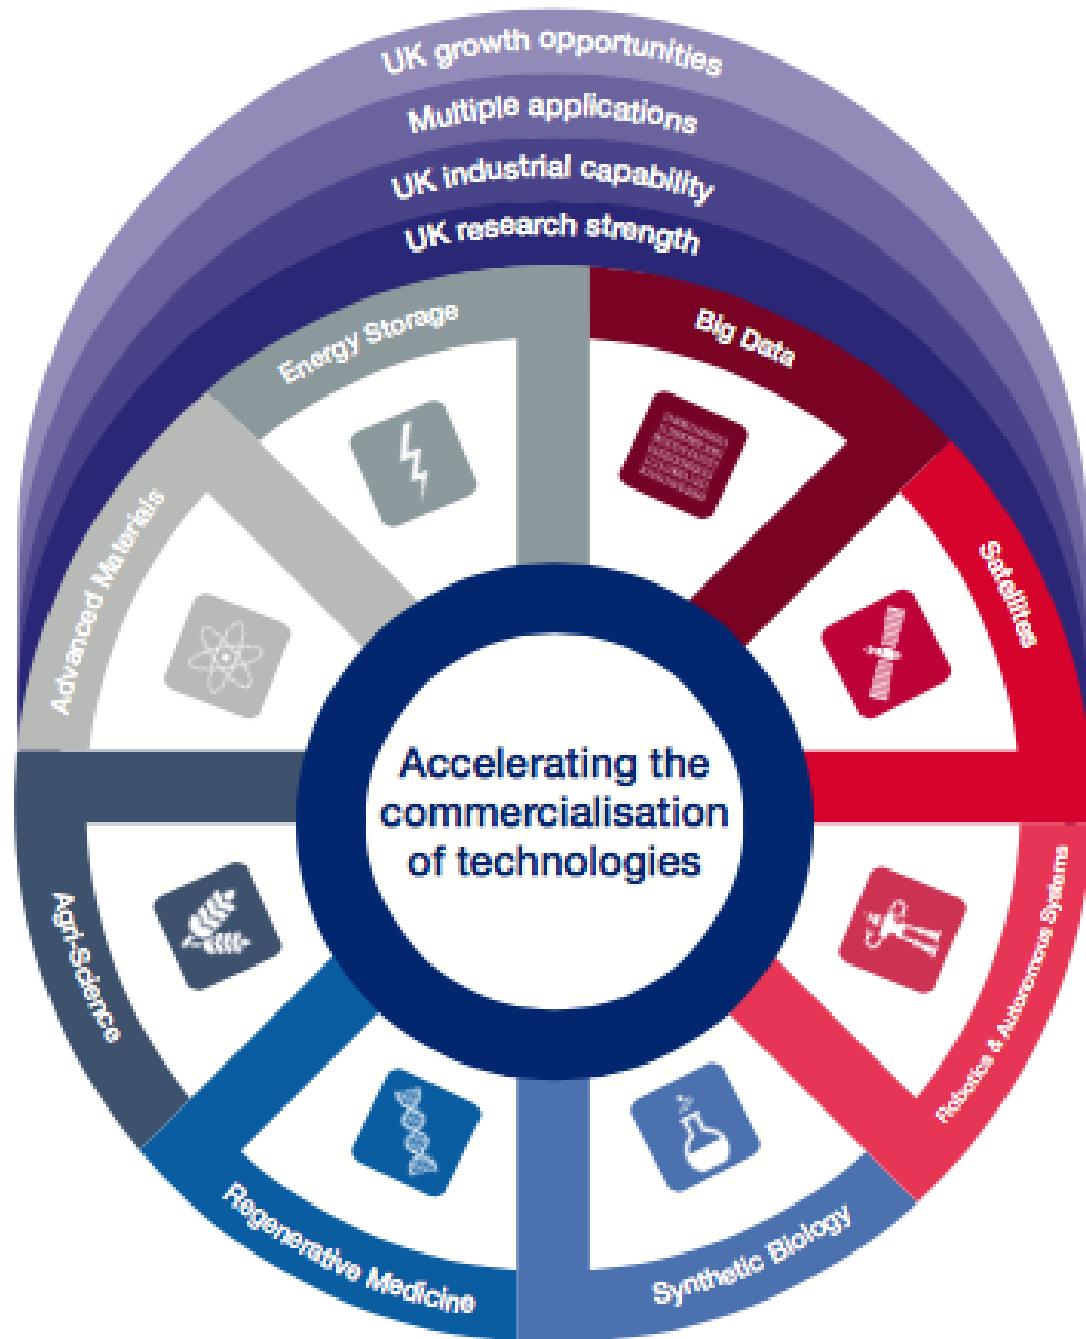 UK growth opportunities
Multiple applications
UK industrial capability
UK research strength
Energy Storage
Big Data
Satellites
Robotics & Autonomous Systems
Synthetic Biology
Regenerative Medicine
Agri-Science
Advanced Materials
Accelerating the
commercialisation
of technologies